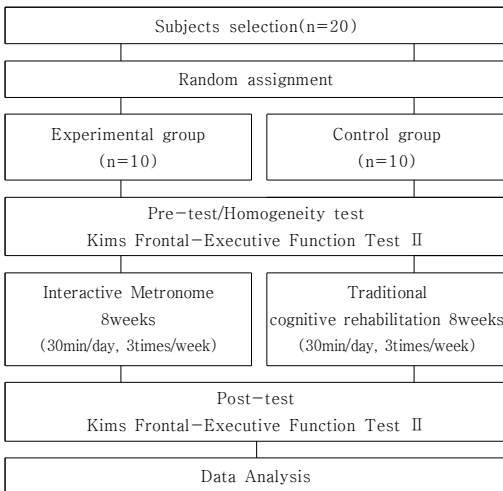 Subjects selection(n=20)
Random assignment
Experimental group
(n=10)
Control group
(n=10)
Pre-test/Homogeneity test
Kims Frontal-Executive Function Test Ⅱ
Interactive Metronome
8weeks
(30min/day, 3times/week)
Traditional
cognitive rehabilitation 8weeks
(30min/day, 3times/week)
Post-test
Kims Frontal-Executive Function Test Ⅱ
Data Analysis